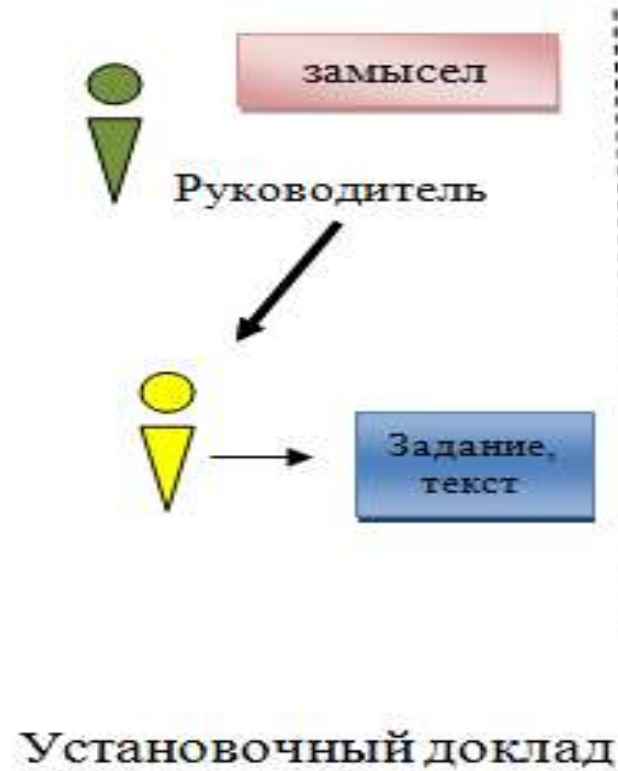 замысел
Руководитель
Задание,
текст
Установочный доклад